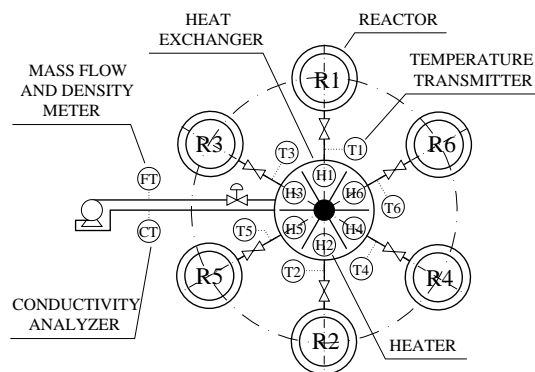 HEAT
EXCHANGER
REACTOR
MASS FLOW
AND DENSITY
METER
TEMPERATURE
TRANSMITTER
R1
R3
R6
T3
T1
FT
H1
H3
H6
T6
CT
H5
H4
T5
H2
T4
T2
R5
R4
CONDUCTIVITY
ANALYZER
R2
HEATER